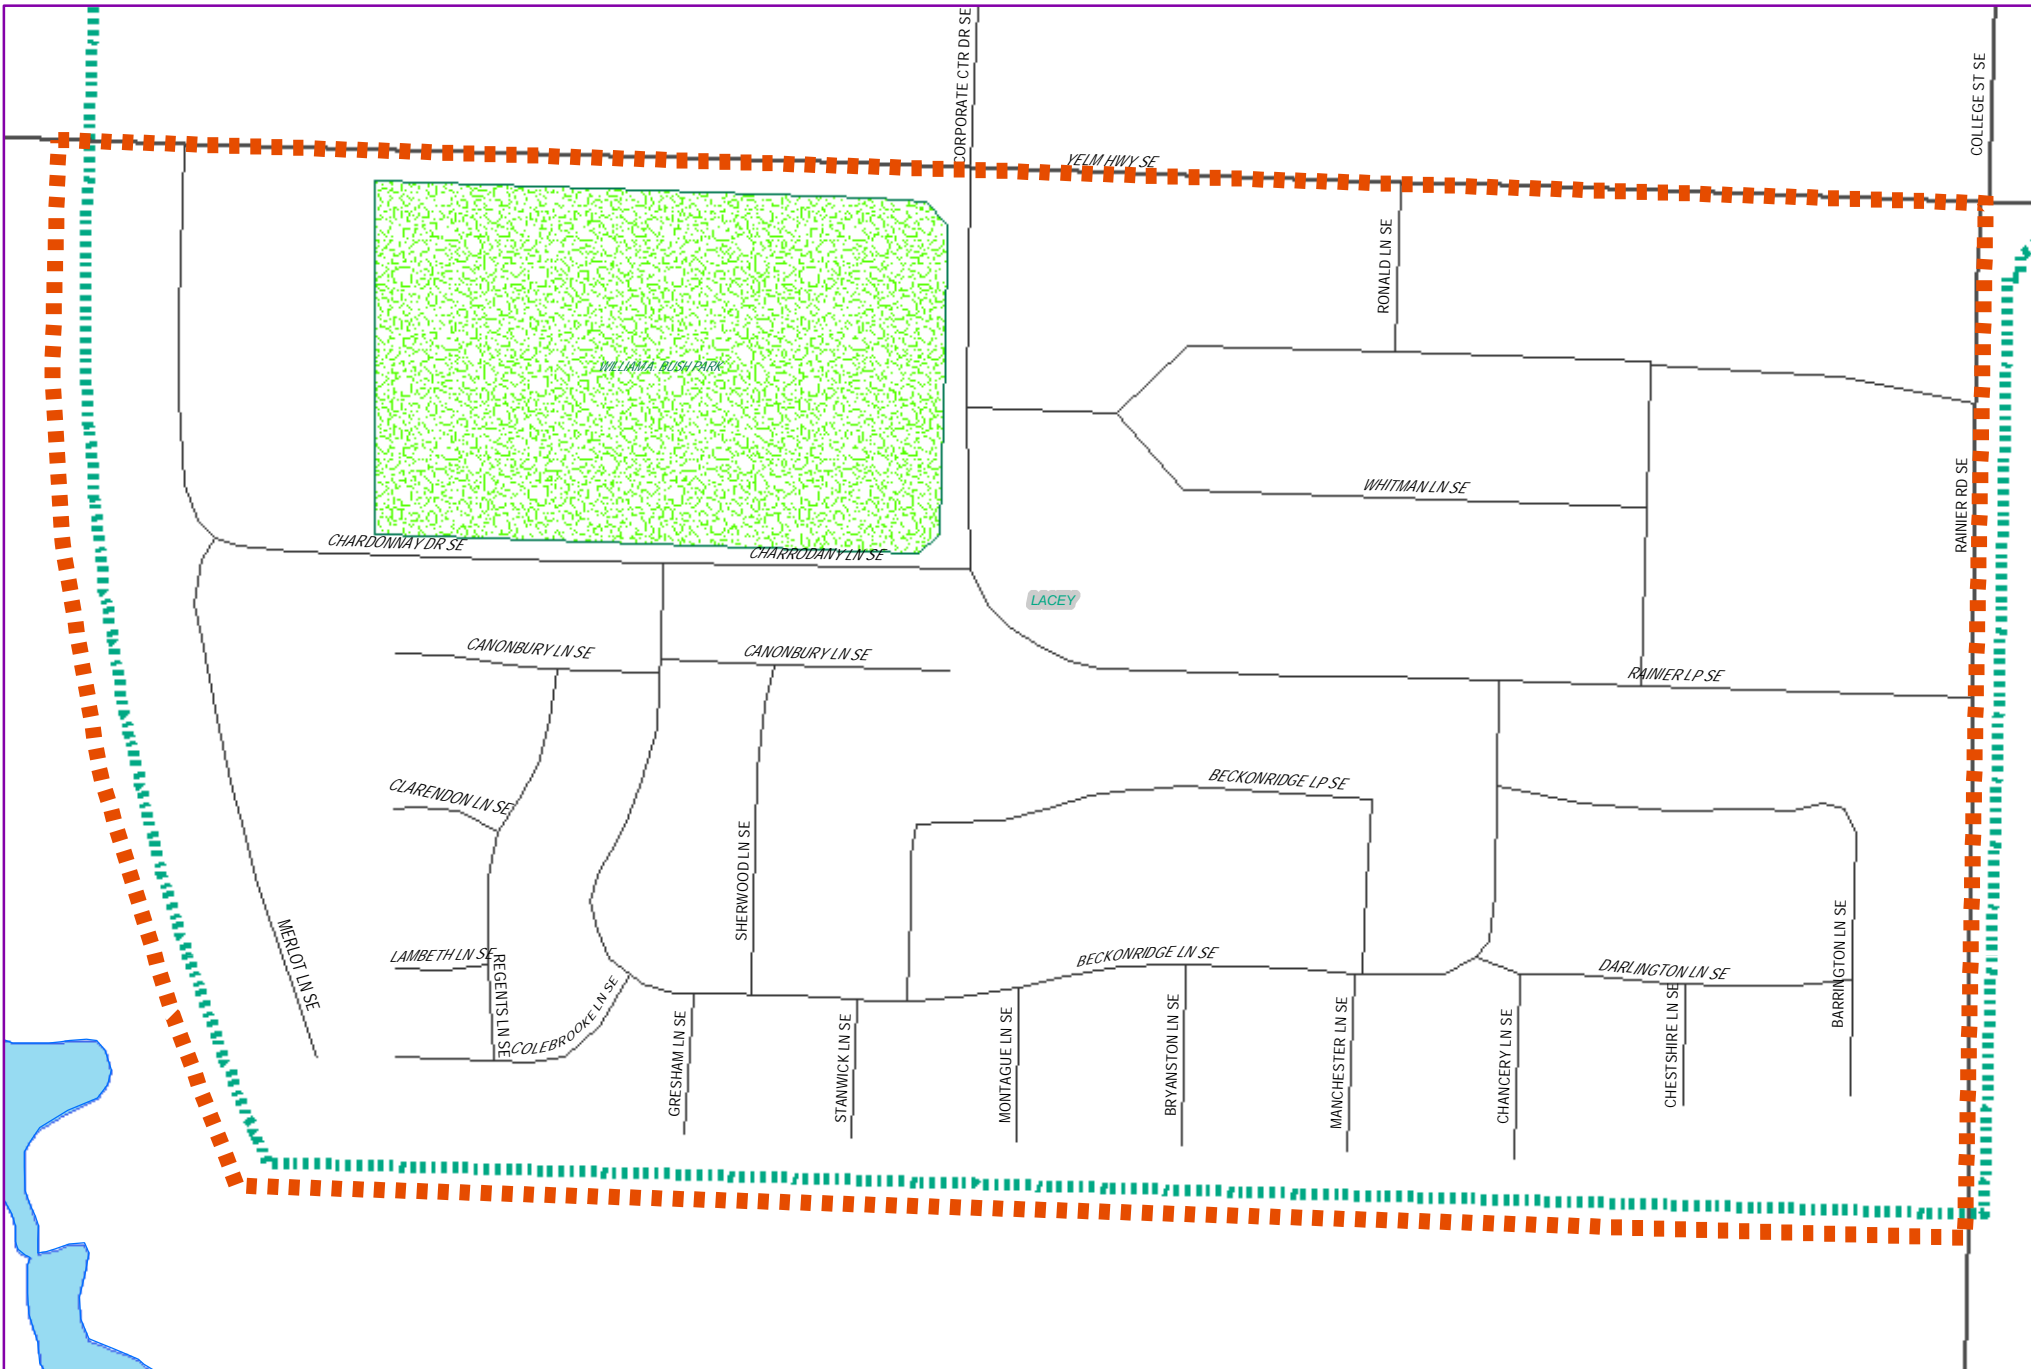 CORPORATE CTR DR SE
COLLEGE ST SE
YELM HWY SE
RONALD LN SE
WILLIAM A. BUSH PARK
WHITMAN LN SE
RAINIER RD SE
CHARDONNAY DR SE
CHARRODANY LN SE
LACEY
CANONBURY LN SE
CANONBURY LN SE
RAINIER LP SE
CLARENDON LN SE
BECKONRIDGE LP SE
SHERWOOD LN SE
MERLOT LN SE
LAMBETH LN SE
REGENTS LN SE
BECKONRIDGE LN SE
DARLINGTON LN SE
BARRINGTON LN SE
COLEBROOKE LN SE
GRESHAM LN SE
STANWICK LN SE
MONTAGUE LN SE
BRYANSTON LN SE
MANCHESTER LN SE
CHANCERY LN SE
CHESTSHIRE LN SE